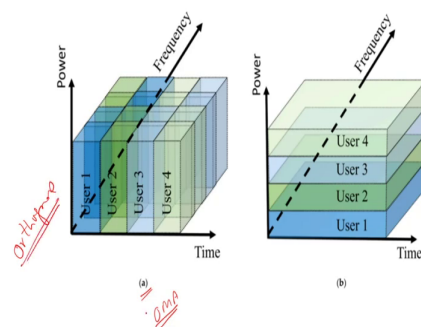 Power
Frequency
User 1
User 2
User 3
User 4
Time
(a)
OMA
Power
Frequency
User 4
User 3
User 2
User 1
Time
(b)